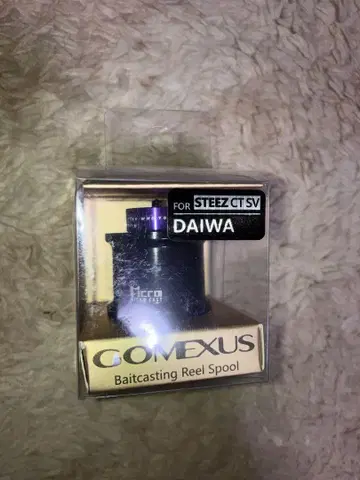 FOR STEEZ CT SV
DAIWA
GOMEXUS
Baitcasting Reel Spool